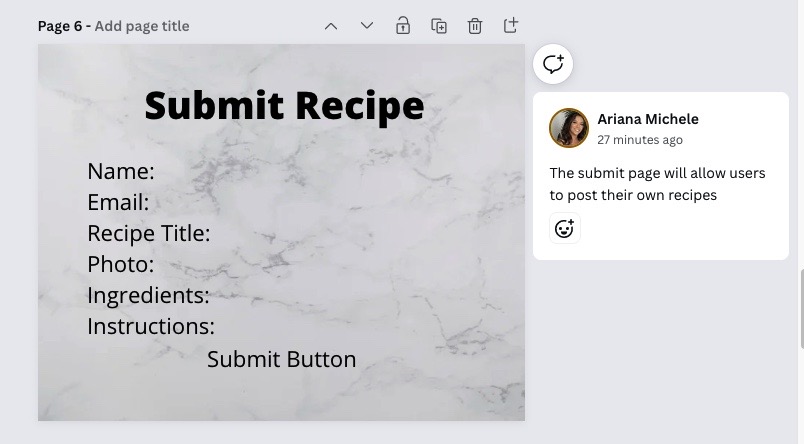 Page 6 - Add page title
Submit Recipe
Name:
Email:
Recipe Title:
Photo:
Ingredients:
Instructions:
Submit Button
Ariana Michele
27 minutes ago
The submit page will allow users
to post their own recipes